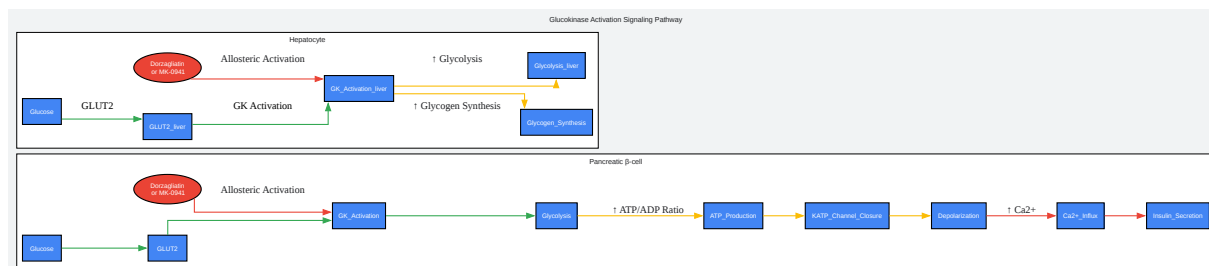 Glucokinase Activation Signaling Pathway
Hepatocyte
Dorzagliatin
or MK-0941
Allosteric Activation
↑ Glycolysis
Glycolysis_liver
GK_Activation_liver
Glucose
GLUT2
GLUT2_liver
GK Activation
↑ Glycogen Synthesis
Glycogen_Synthesis
Pancreatic β-cell
Dorzagliatin
or MK-0941
Allosteric Activation
GK_Activation
Glycolysis
↑ ATP/ADP Ratio
ATP_Production
KATP_Channel_Closure
Depolarization
↑ Ca2+
Ca2+_Influx
Insulin_Secretion
Glucose
GLUT2